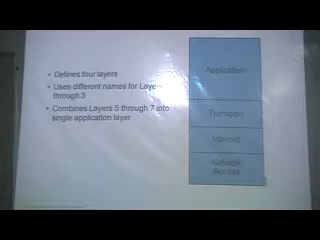 Defines four layers
Uses different names for Layers
through 3
Combines Layers 5 through 7 into
single application layer
Application
Transport
Internet
Network
Access